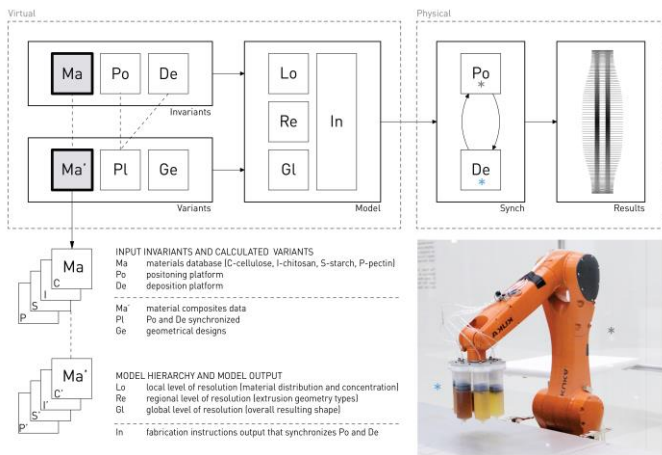 Virtual
Physical
Ma Po De
Invariants
Ma' Pl Ge
Variants
Lo
Re
Gl
In
Model
Po
*
De
*
Synch
Results
Ma
C
I
S
P
Ma'
C'
I'
S'
P'
INPUT INVARIANTS AND CALCULATED VARIANTS
Ma materials database (C-cellulose, I-chitosan, S-starch, P-pectin)
Po positoning platform
De deposition platform
Ma' material composites data
Pl Po and De synchronized
Ge geometrical designs
MODEL HIERARCHY AND MODEL OUTPUT
Lo local level of resolution (material distribution and concentration)
Re regional level of resolution (extrusion geometry types)
Gl global level of resolution (overall resulting shape)
In fabrication instructions output that synchronizes Po and De
KUKA
KUKA
*
*